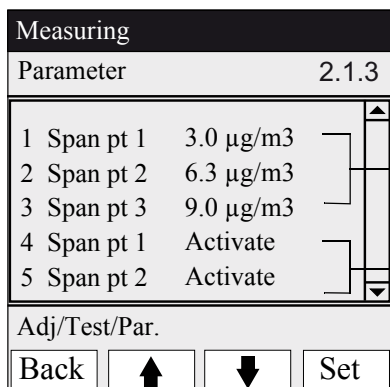 Measuring
Parameter 2.1.3
1 Span pt 1 3.0 µg/m3
2 Span pt 2 6.3 µg/m3
3 Span pt 3 9.0 µg/m3
4 Span pt 1 Activate
5 Span pt 2 Activate
Adj/Test/Par.
Back Set